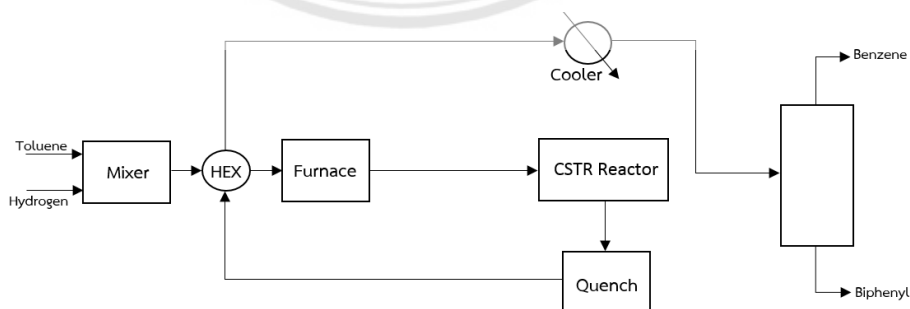 Benzene
Cooler
Toluene
Mixer
HEX
Furnace
CSTR Reactor
Hydrogen
Quench
Biphenyl